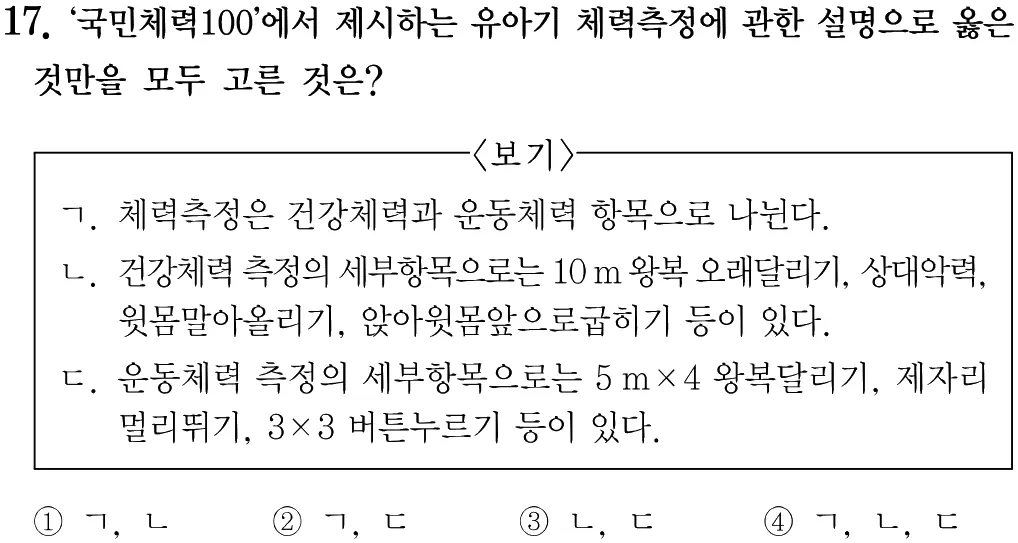 17. ‘국민체력100’에서 제시하는 유아기 체력측정에 관한 설명으로 옳은
것만을 모두 고른 것은?
〈보기〉
ㄱ. 체력측정은 건강체력과 운동체력 항목으로 나뉜다.
ㄴ. 건강체력 측정의 세부항목으로는 10 m 왕복 오래달리기, 상대악력,
윗몸말아올리기, 앉아윗몸앞으로굽히기 등이 있다.
ㄷ. 운동체력 측정의 세부항목으로는 5 m×4 왕복달리기, 제자리
멀리뛰기, 3×3 버튼누르기 등이 있다.
① ㄱ, ㄴ ② ㄱ, ㄷ ③ ㄴ, ㄷ ④ ㄱ, ㄴ, ㄷ